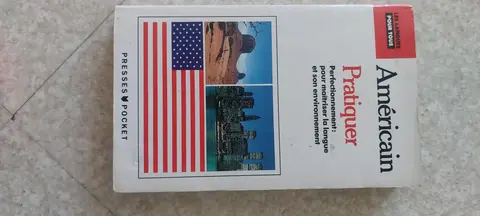 LES LANGUES
POUR TOUS
Américain
Pratiquer
Perfectionnement:
pour maîtriser la langue
et son environnement
PRESSES POCKET